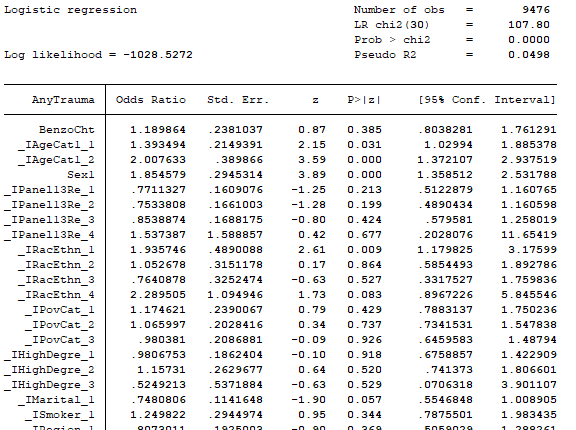 Logistic regression Number of obs = 9476
LR chi2(30) = 107.80
Prob > chi2 = 0.0000
Log likelihood = -1028.5272 Pseudo R2 = 0.0498
AnyTrauma Odds Ratio Std. Err. z P>|z| [95% Conf. Interval]
BenzoCht 1.189864 .2381037 0.87 0.385 .8038281 1.761291
_IAgeCat1_1 1.393494 .2149391 2.15 0.031 1.02994 1.885378
_IAgeCat1_2 2.007633 .389866 3.59 0.000 1.372107 2.937519
Sex1 1.854579 .2945314 3.89 0.000 1.358512 2.531788
_IPanel13Re_1 .7711327 .1609076 -1.25 0.213 .5122879 1.160765
_IPanel13Re_2 .7533808 .1661003 -1.28 0.199 .4890434 1.160598
_IPanel13Re_3 .8538874 .1688175 -0.80 0.424 .579581 1.258019
_IPanel13Re_4 1.537387 1.588857 0.42 0.677 .2028076 11.65419
_IRacEthn_1 1.935746 .4890088 2.61 0.009 1.179825 3.17599
_IRacEthn_2 1.052678 .3151178 0.17 0.864 .5854493 1.892786
_IRacEthn_3 .7640878 .3252474 -0.63 0.527 .3317527 1.759836
_IRacEthn_4 2.289505 1.094946 1.73 0.083 .8967226 5.845546
_IPovCat_1 1.174621 .2390067 0.79 0.429 .7883137 1.750236
_IPovCat_2 1.065997 .2028416 0.34 0.737 .7341531 1.547838
_IPovCat_3 .980381 .2086881 -0.09 0.926 .6459583 1.48794
_IHighDegre_1 .9806753 .1862404 -0.10 0.918 .6758857 1.422909
_IHighDegre_2 1.15731 .2629677 0.64 0.520 .741373 1.806601
_IHighDegre_3 .5249213 .5371884 -0.63 0.529 .0706318 3.901107
_IMarital_1 .7480806 .1141648 -1.90 0.057 .5546848 1.008905
_ISmoker_1 1.249822 .2944974 0.95 0.344 .7875501 1.983435
_IRegion_1 .8073011 .1925003 -0.90 0.369 .5059029 1.288261